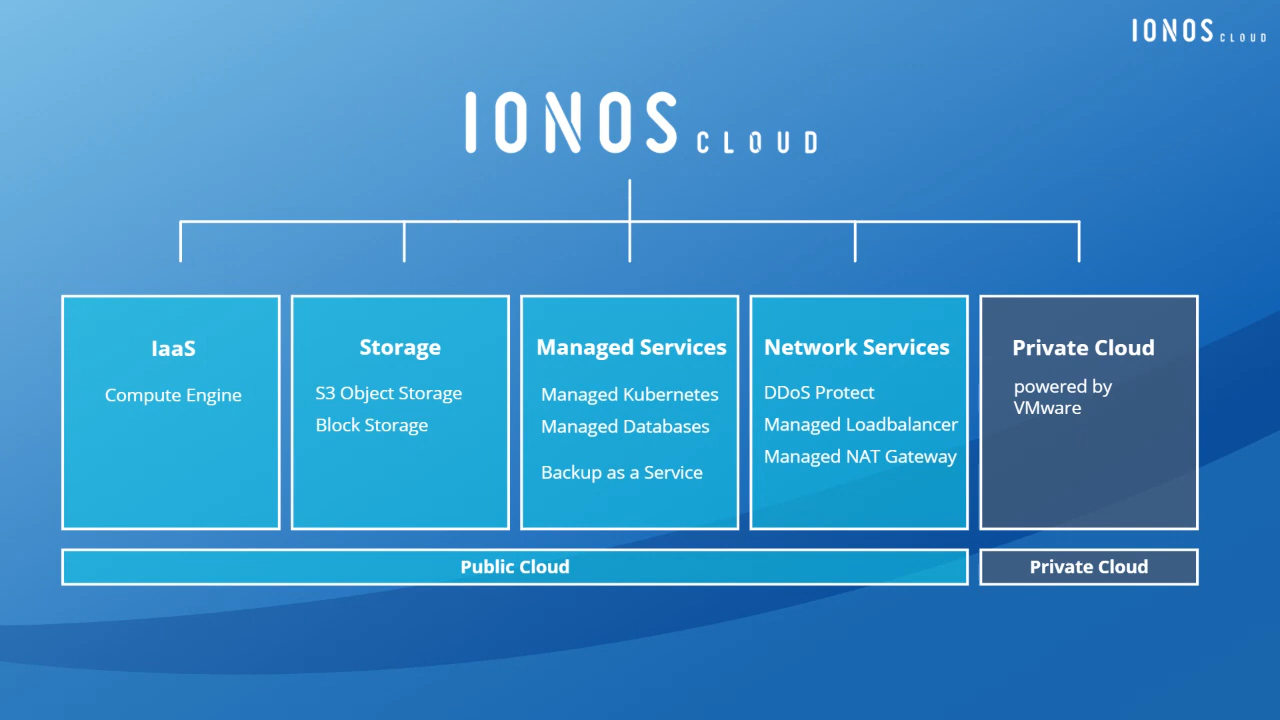 IONOS CLOUD
IONOS CLOUD
IaaS
Compute Engine
Storage
S3 Object Storage
Block Storage
Managed Services
Managed Kubernetes
Managed Databases
Backup as a Service
Network Services
DDoS Protect
Managed Loadbalancer
Managed NAT Gateway
Private Cloud
powered by
VMware
Public Cloud
Private Cloud